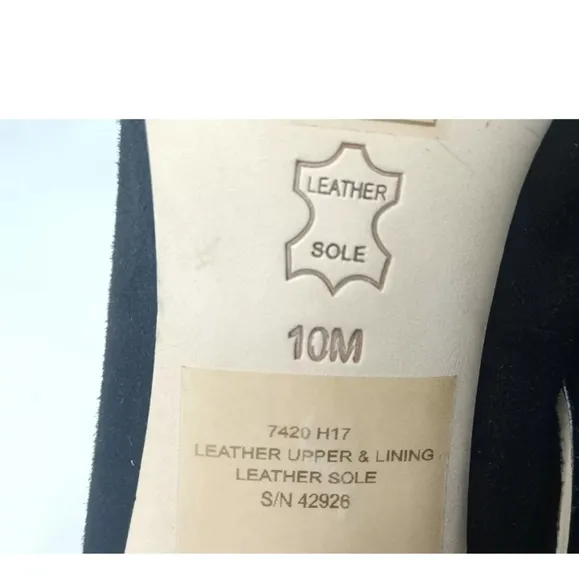 LEATHER
SOLE
10M
7420 H17
LEATHER UPPER & LINING
LEATHER SOLE
S/N 42926